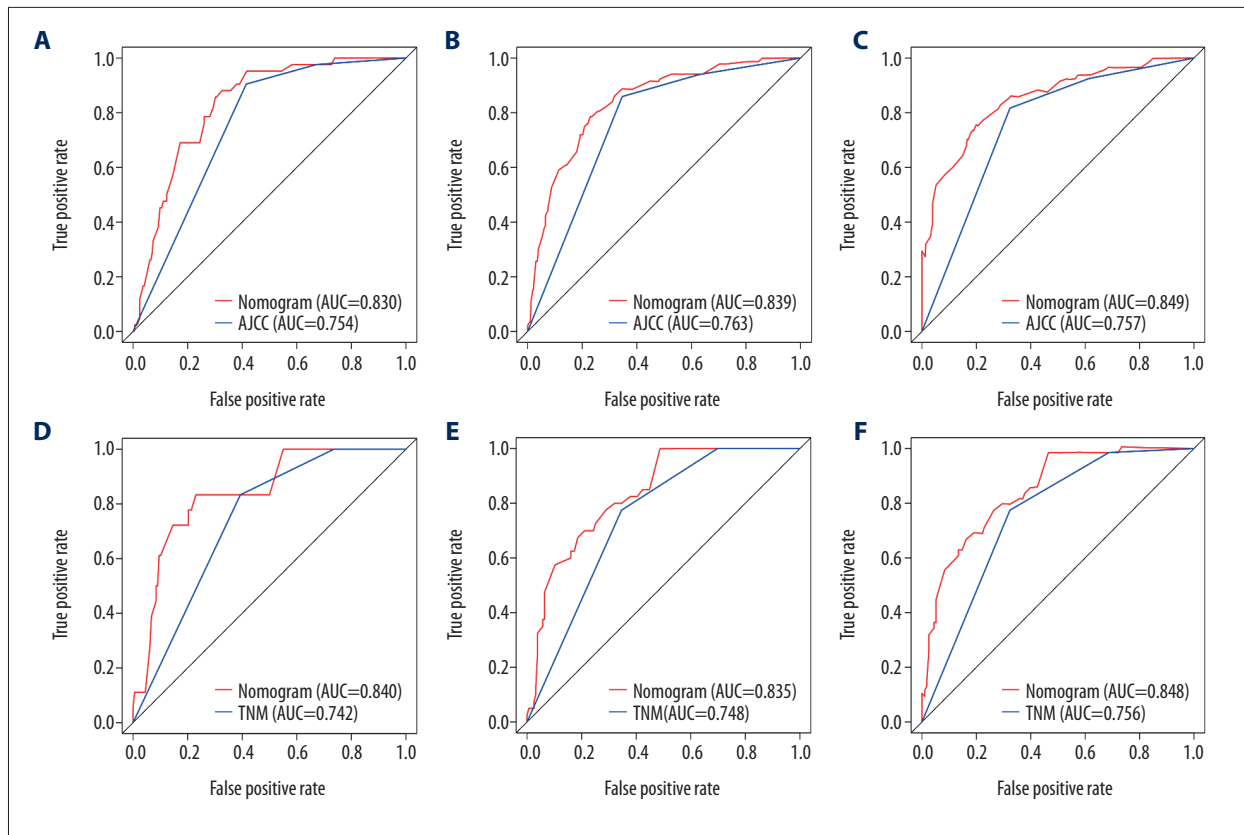 A
True positive rate
1.0
0.8
0.6
0.4
0.2
0.0
Nomogram (AUC=0.830)
AJCC (AUC=0.754)
0.0 0.2 0.4 0.6 0.8 1.0
False positive rate
B
True positive rate
1.0
0.8
0.6
0.4
0.2
0.0
Nomogram (AUC=0.839)
AJCC (AUC=0.763)
0.0 0.2 0.4 0.6 0.8 1.0
False positive rate
C
True positive rate
1.0
0.8
0.6
0.4
0.2
0.0
Nomogram (AUC=0.849)
AJCC (AUC=0.757)
0.0 0.2 0.4 0.6 0.8 1.0
False positive rate
D
True positive rate
1.0
0.8
0.6
0.4
0.2
0.0
Nomogram (AUC=0.840)
TNM (AUC=0.742)
0.0 0.2 0.4 0.6 0.8 1.0
False positive rate
E
True positive rate
1.0
0.8
0.6
0.4
0.2
0.0
Nomogram (AUC=0.835)
TNM(AUC=0.748)
0.0 0.2 0.4 0.6 0.8 1.0
False positive rate
F
True positive rate
1.0
0.8
0.6
0.4
0.2
0.0
Nomogram (AUC=0.848)
TNM (AUC=0.756)
0.0 0.2 0.4 0.6 0.8 1.0
False positive rate